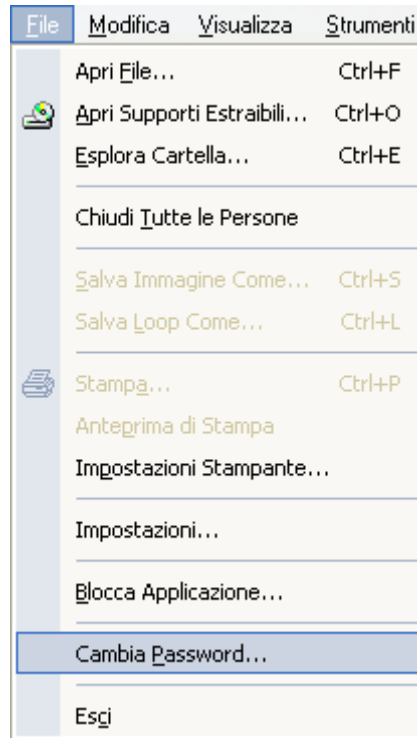 File Modifica Visualizza Strumenti
Apri File... Ctrl+F
Apri Supporti Estraibili... Ctrl+O
Esplora Cartella... Ctrl+E
Chiudi Tutte le Persone
Salva Immagine Come... Ctrl+S
Salva Loop Come... Ctrl+L
Stampa... Ctrl+P
Anteprima di Stampa
Impostazioni Stampante...
Impostazioni...
Blocca Applicazione...
Cambia Password...
Esci